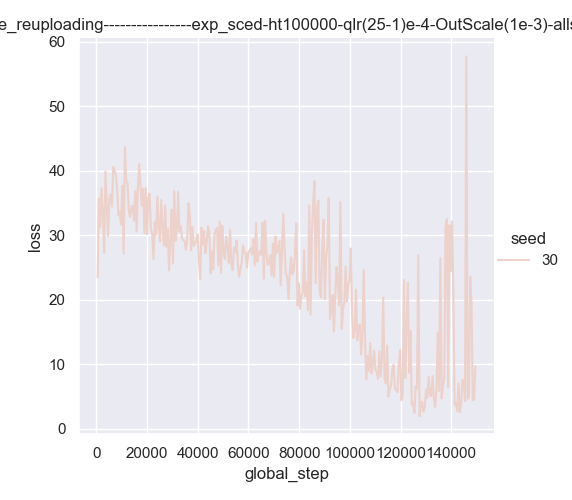 e_reuploading----------------exp_sced-ht100000-qlr(25-1)e-4-OutScale(1e-3)-alls
60
50
40
30
20
10
0
loss
seed
30
0 20000 40000 60000 80000 100000 120000 140000
global_step